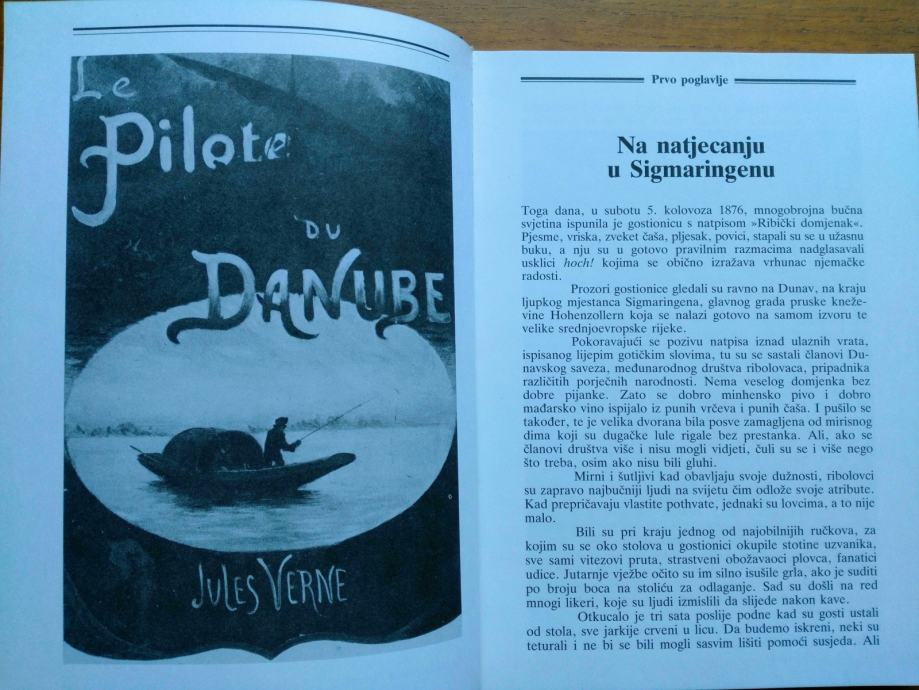 Le
Pilote
DU
DANUBE
JULES VERNE
Prvo poglavlje
Na natjecanju
u Sigmaringenu
Toga dana, u subotu 5. kolovoza 1876, mnogobrojna bučna
svjetina ispunila je gostionicu s natpisom »Ribički domjenak«.
Pjesme, vriska, zveket čaša, pljesak, povici, stapali su se u užasnu
buku, a nju su u gotovo pravilnim razmacima nadglasavali
usklici hoch! kojima se obično izražava vrhunac njemačke
radosti.
Prozori gostionice gledali su ravno na Dunav, na kraju
ljupkog mjestanca Sigmaringena, glavnog grada pruske kneže-
vine Hohenzollern koja se nalazi gotovo na samom izvoru te
velike srednjoevropske rijeke.
Pokoravajući se pozivu natpisa iznad ulaznih vrata,
ispisanog lijepim gotičkim slovima, tu su se sastali članovi Du-
navskog saveza, međunarodnog društva ribolovaca, pripadnika
različitih porječnih narodnosti. Nema veselog domjenka bez
dobre pijanke. Zato se dobro minhensko pivo i dobro
mađarsko vino ispijalo iz punih vrčeva i punih čaša. I pušilo se
također, te je velika dvorana bila posve zamagljena od mirisnog
dima koji su dugačke lule rigale bez prestanka. Ali, ako se
članovi društva više i nisu mogli vidjeti, čuli su se i više nego
što treba, osim ako nisu bili gluhi.
Mirni i šutljivi kad obavljaju svoje dužnosti, ribolovci
su zapravo najbučniji ljudi na svijetu čim odlože svoje atribute.
Kad prepričavaju vlastite pothvate, jednaki su lovcima, a to nije
malo.
Bili su pri kraju jednog od najobilnijih ručkova, za
kojim su se oko stolova u gostionici okupile stotine uzvanika,
sve sami vitezovi pruta, strastveni obožavaoci plovca, fanatici
udice. Jutarnje vježbe očito su im silno isušile grla, ako je suditi
po broju boca na stoliću za odlaganje. Sad su došli na red
mnogi likeri, koje su ljudi izmislili da slijede nakon kave.
Otkucalo je tri sata poslije podne kad su gosti ustali
od stola, sve jarkije crveni u licu. Da budemo iskreni, neki su
teturali i ne bi se bili mogli sasvim lišiti pomoći susjeda. Ali